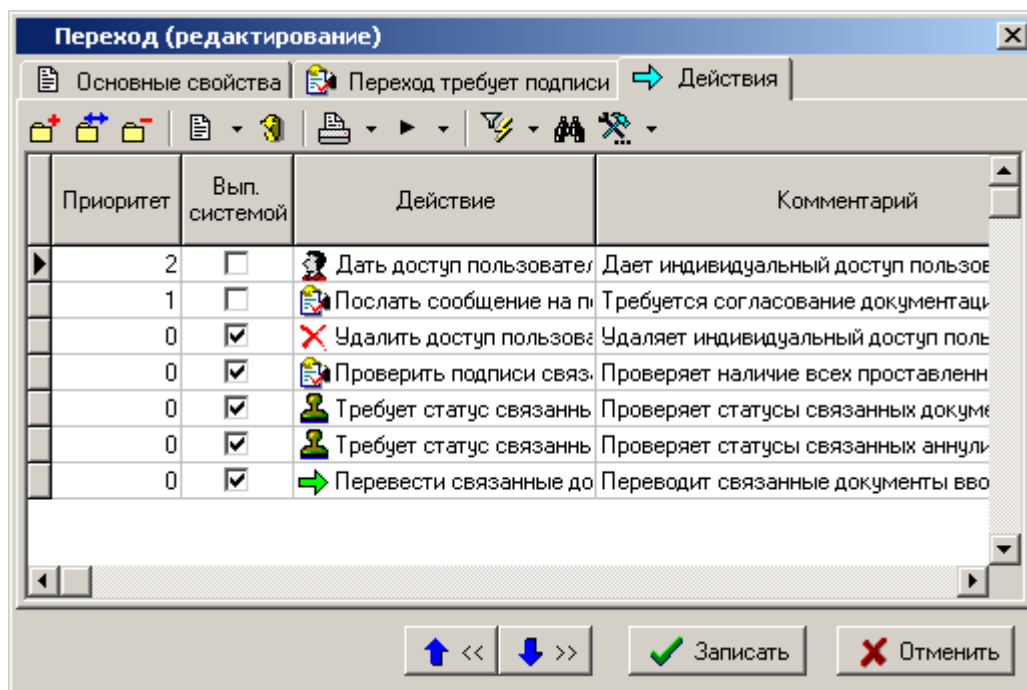 Переход (редактирование)
Основные свойства Переход требует подписи Действия
Приоритет Вып. системой Действие Комментарий
2 Дать доступ пользовател Дает индивидуальный доступ пользов
1 Послать сообщение на п Требуется согласование документаци
0 Удалить доступ пользова Удаляет индивидуальный доступ поль
0 Проверить подписи связ Проверяет наличие всех проставленн
0 Требует статус связаннь Проверяет статусы связанных докуме
0 Требует статус связаннь Проверяет статусы связанных аннули
0 Перевести связанные до Переводит связанные документы вво
<< >> Записать Отменить